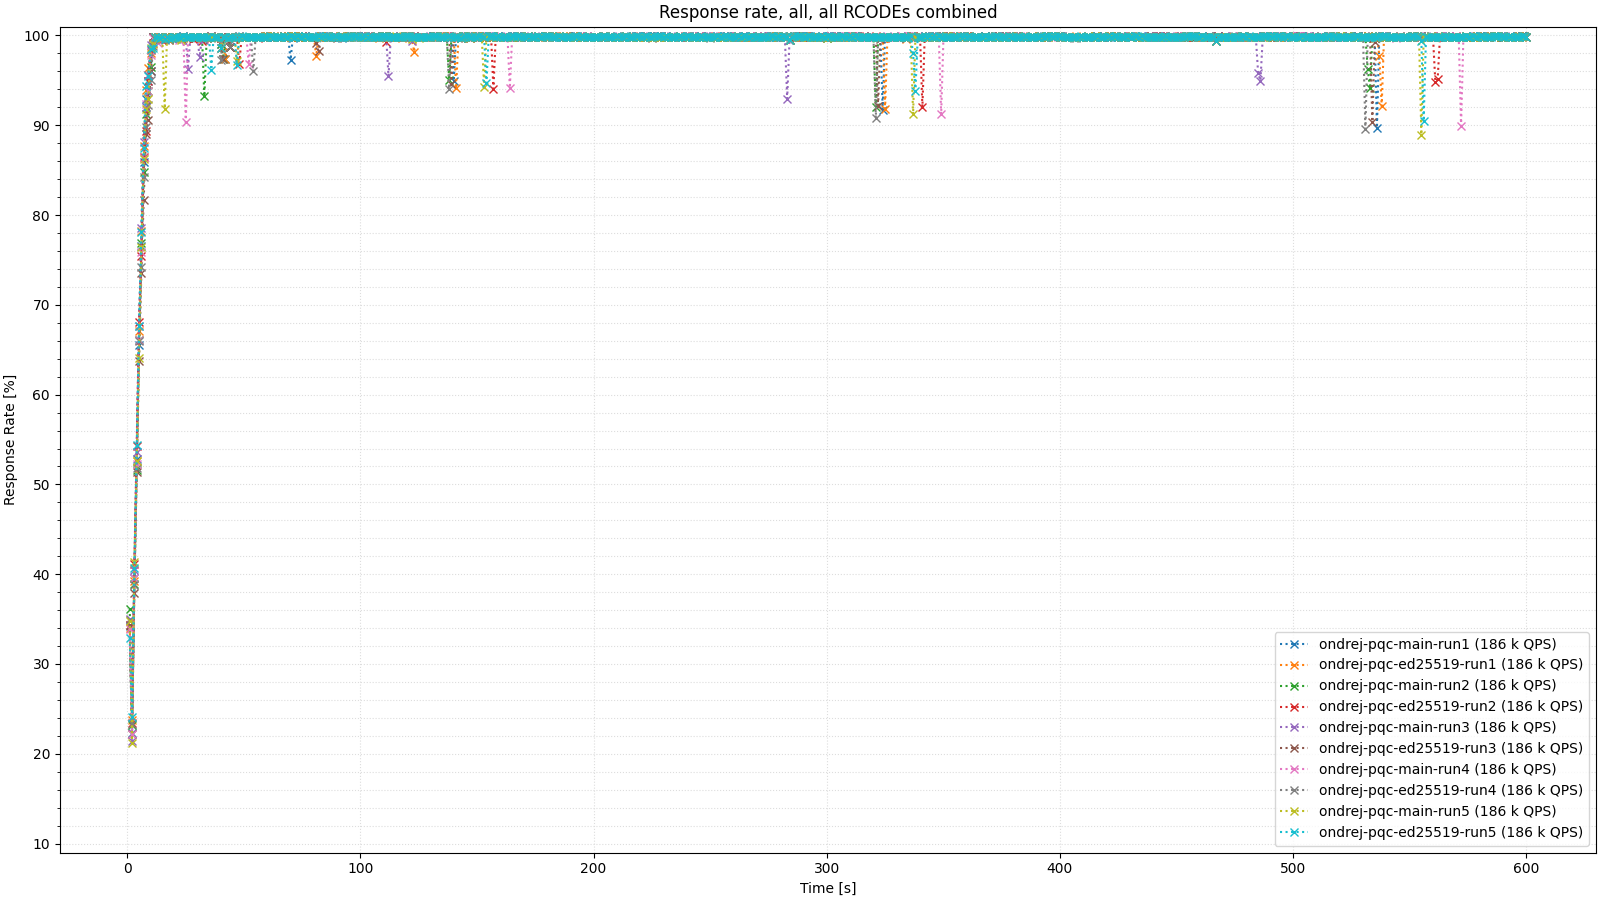 Response rate, all, all RCODEs combined
Response Rate [%]
100
90
80
70
60
50
40
30
20
10
0
100
200
300
400
500
600
Time [s]
ondrej-pqc-main-run1 (186 k QPS)
ondrej-pqc-ed25519-run1 (186 k QPS)
ondrej-pqc-main-run2 (186 k QPS)
ondrej-pqc-ed25519-run2 (186 k QPS)
ondrej-pqc-main-run3 (186 k QPS)
ondrej-pqc-ed25519-run3 (186 k QPS)
ondrej-pqc-main-run4 (186 k QPS)
ondrej-pqc-ed25519-run4 (186 k QPS)
ondrej-pqc-main-run5 (186 k QPS)
ondrej-pqc-ed25519-run5 (186 k QPS)